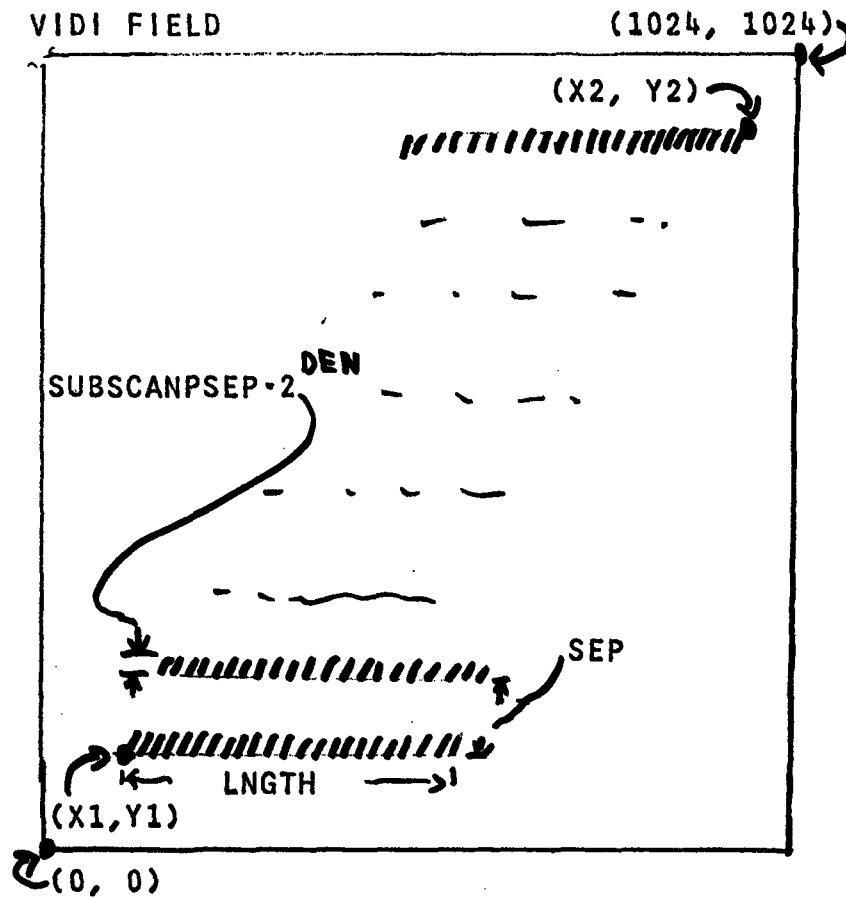 VIDI FIELD (1024, 1024)
(X2, Y2)
DEN
SUBSCANPSEP·2
SEP
LNGTH
(X1,Y1)
(0, 0)